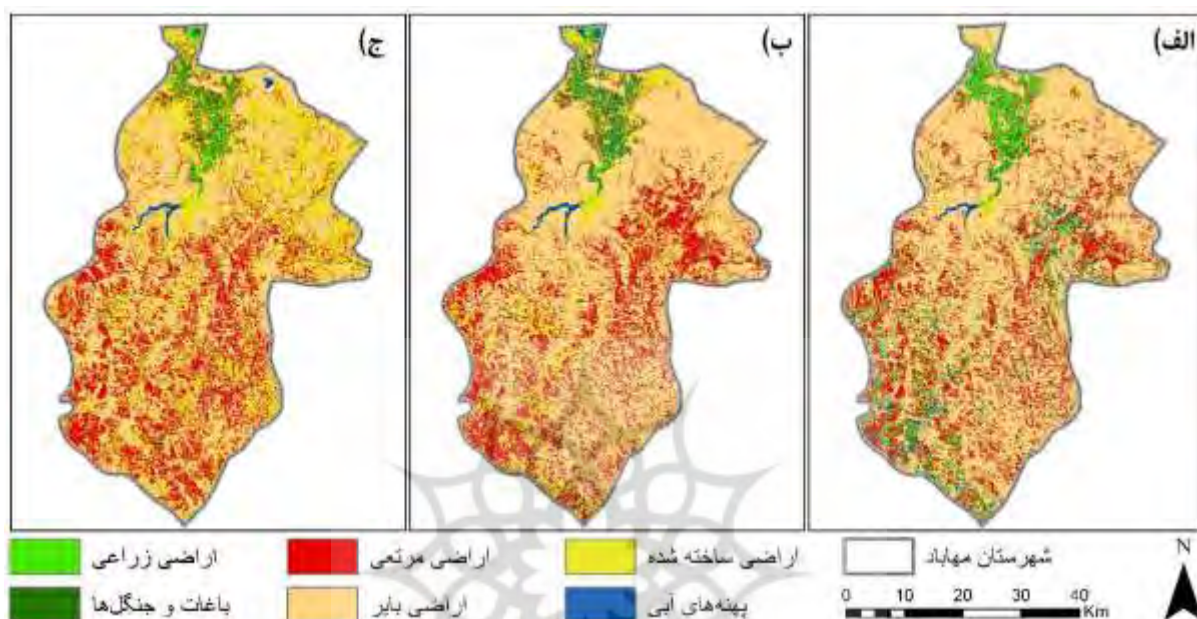 الف)
ب)
ج)
شهرستان مهاباد
اراضی ساخته شده
اراضی مرتعی
اراضی زراعی
پهنه‌های آبی
اراضی بایر
باغات و جنگل‌ها
N
0 10 20 30 40
Km